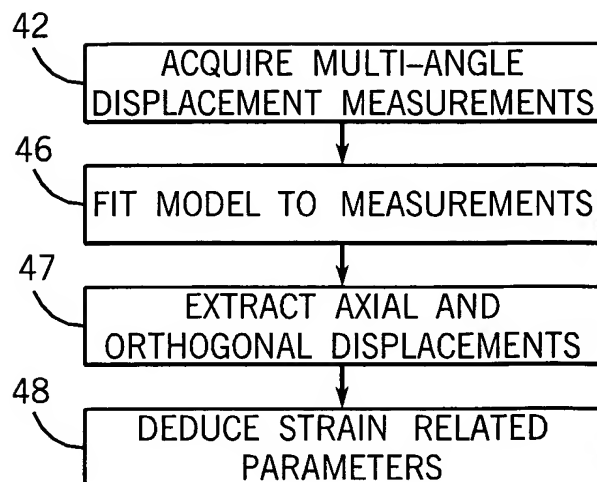 42
ACQUIRE MULTI-ANGLE
DISPLACEMENT MEASUREMENTS
46
FIT MODEL TO MEASUREMENTS
47
EXTRACT AXIAL AND
ORTHOGONAL DISPLACEMENTS
48
DEDUCE STRAIN RELATED
PARAMETERS